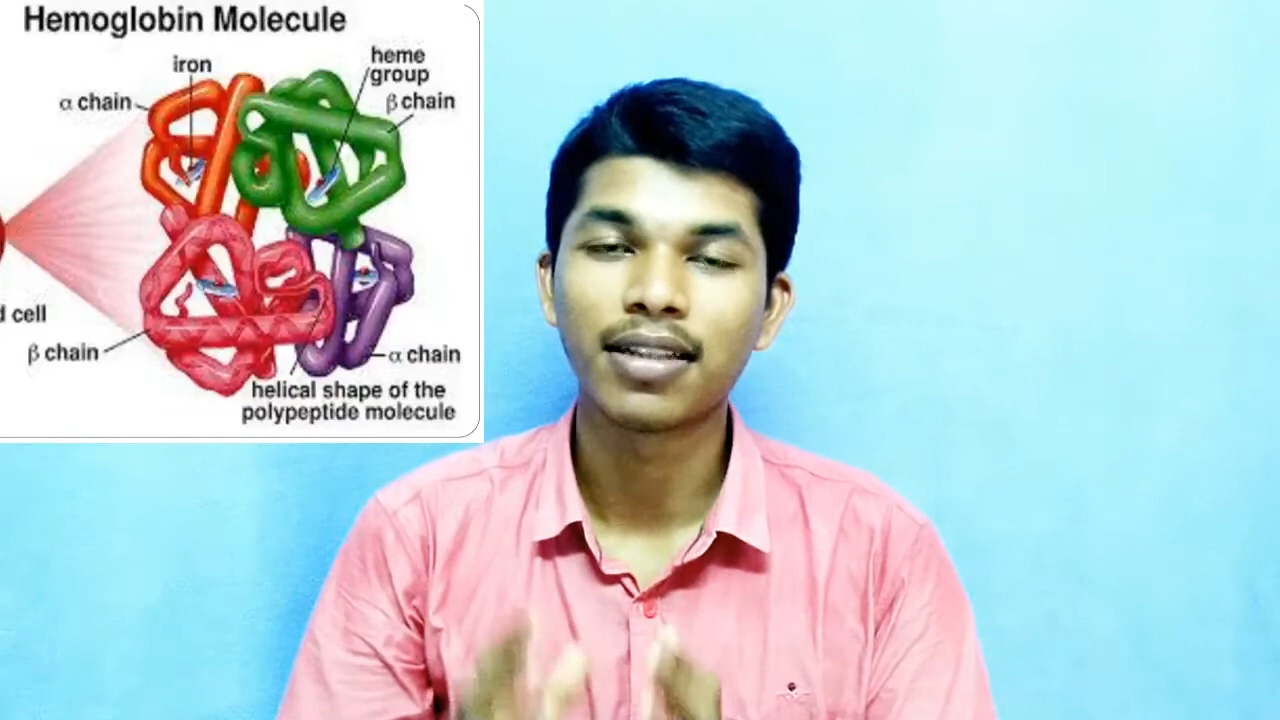 Hemoglobin Molecule
iron
heme
group
α chain
β chain
d cell
β chain
α chain
helical shape of the
polypeptide molecule